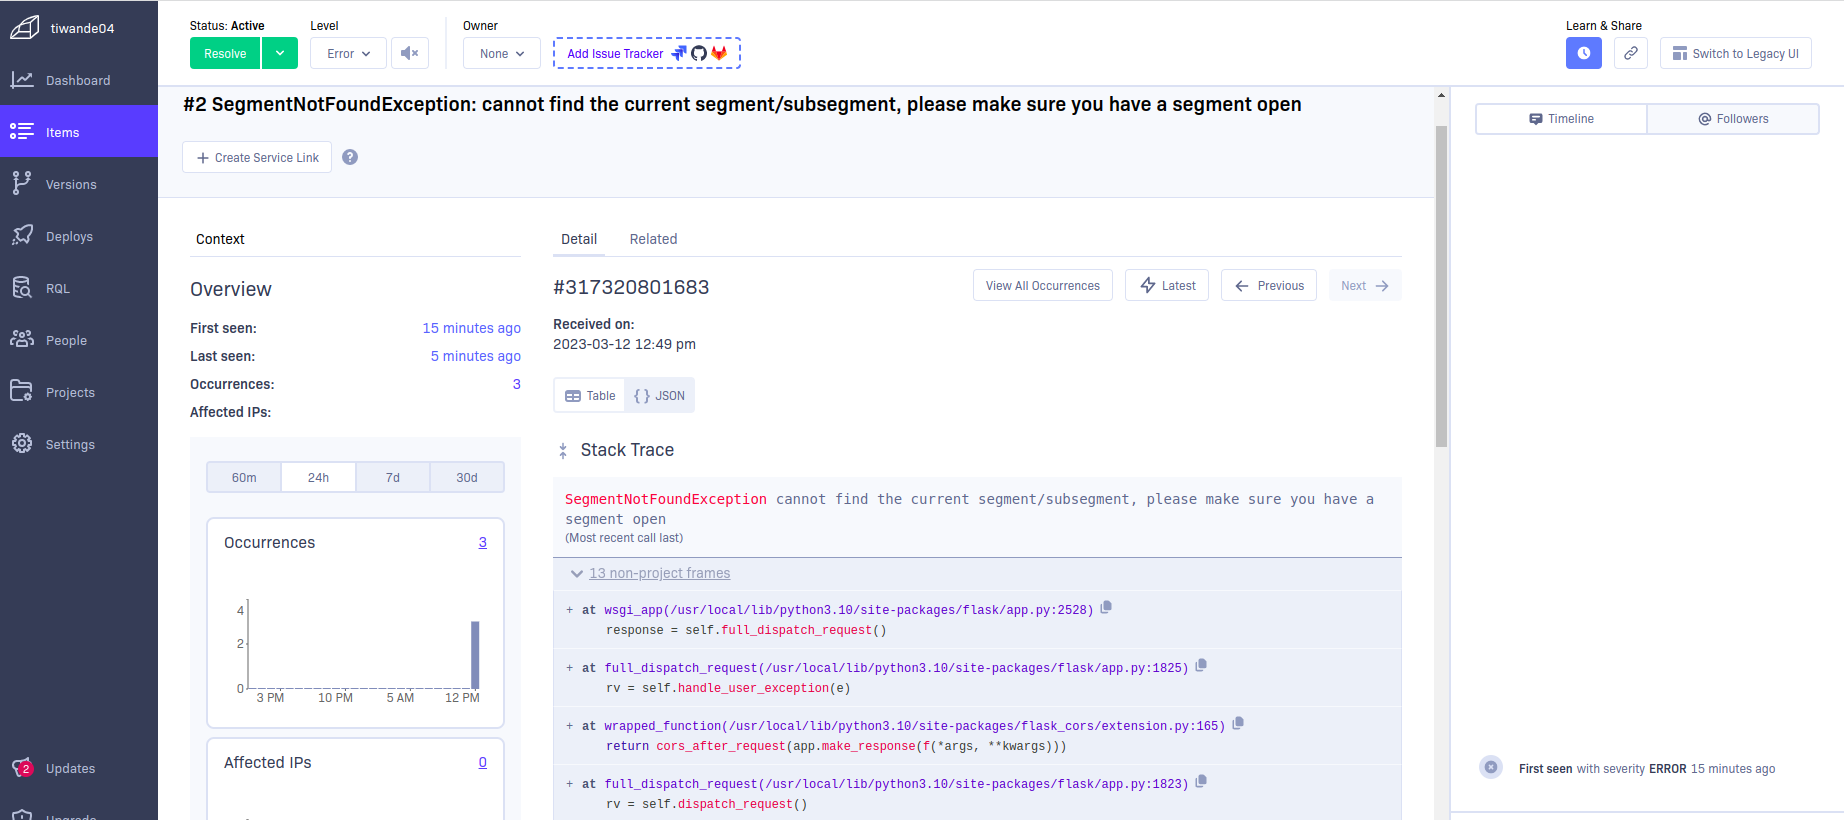 tiwande04
Dashboard
Items
Versions
Deploys
RQL
People
Projects
Settings
2 Updates
Upgrade
Status: Active
Resolve
Level
Error
Owner
None
Add Issue Tracker
Learn & Share
Switch to Legacy UI
#2 SegmentNotFoundException: cannot find the current segment/subsegment, please make sure you have a segment open
+ Create Service Link ?
Context
Overview
First seen: 15 minutes ago
Last seen: 5 minutes ago
Occurrences: 3
Affected IPs:
60m 24h 7d 30d
Occurrences 3
4
2
0
3 PM 10 PM 5 AM 12 PM
Affected IPs 0
Detail Related
#317320801683
View All Occurrences Latest Previous Next
Received on:
2023-03-12 12:49 pm
Table { } JSON
Stack Trace
SegmentNotFoundException cannot find the current segment/subsegment, please make sure you have a
segment open
(Most recent call last)
13 non-project frames
+ at wsgi_app(/usr/local/lib/python3.10/site-packages/flask/app.py:2528)
response = self.full_dispatch_request()
+ at full_dispatch_request(/usr/local/lib/python3.10/site-packages/flask/app.py:1825)
rv = self.handle_user_exception(e)
+ at wrapped_function(/usr/local/lib/python3.10/site-packages/flask_cors/extension.py:165)
return cors_after_request(app.make_response(f(*args, **kwargs)))
+ at full_dispatch_request(/usr/local/lib/python3.10/site-packages/flask/app.py:1823)
rv = self.dispatch_request()
Timeline
Followers
First seen with severity ERROR 15 minutes ago